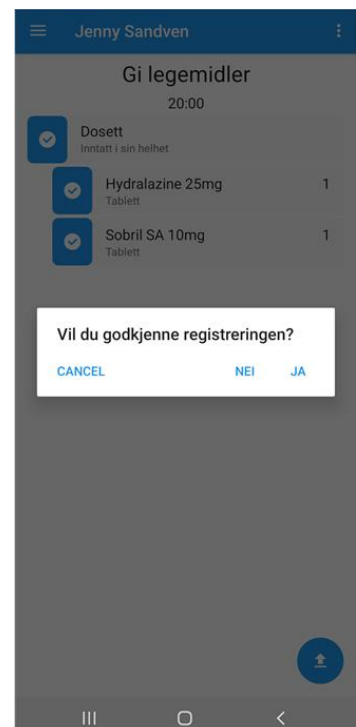 Jenny Sandven
Gi legemidler
20:00
Dosett
Inntatt i sin helhet
Hydralazine 25mg 1
Tablett
Sobril SA 10mg 1
Tablett
Vil du godkjenne registreringen?
CANCEL NEI JA